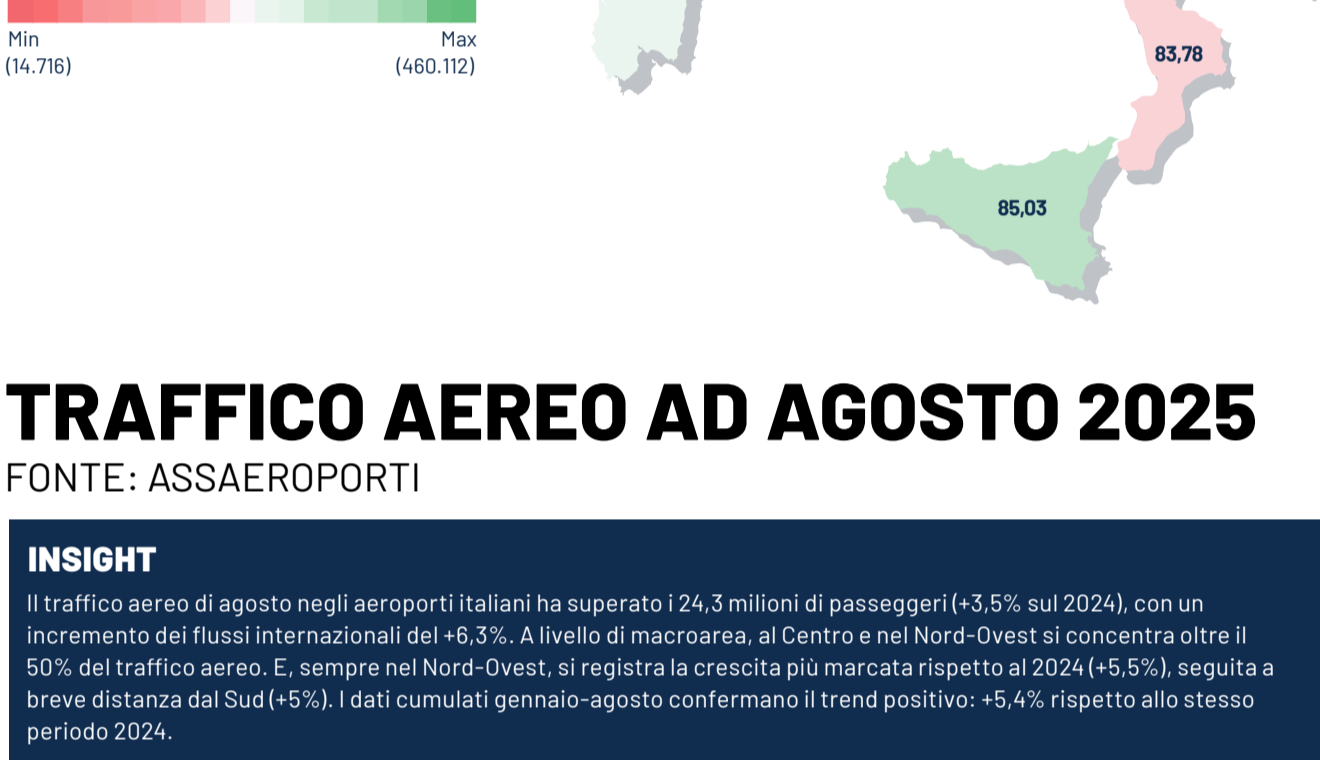 Min
(14.716)
Max
(460.112)
83,78
85,03
TRAFFICO AEREO AD AGOSTO 2025
FONTE: ASSAEROPORTI
INSIGHT
Il traffico aereo di agosto negli aeroporti italiani ha superato i 24,3 milioni di passeggeri (+3,5% sul 2024), con un
incremento dei flussi internazionali del +6,3%. A livello di macroarea, al Centro e nel Nord-Ovest si concentra oltre il
50% del traffico aereo. E, sempre nel Nord-Ovest, si registra la crescita più marcata rispetto al 2024 (+5,5%), seguita a
breve distanza dal Sud (+5%). I dati cumulati gennaio-agosto confermano il trend positivo: +5,4% rispetto allo stesso
periodo 2024.